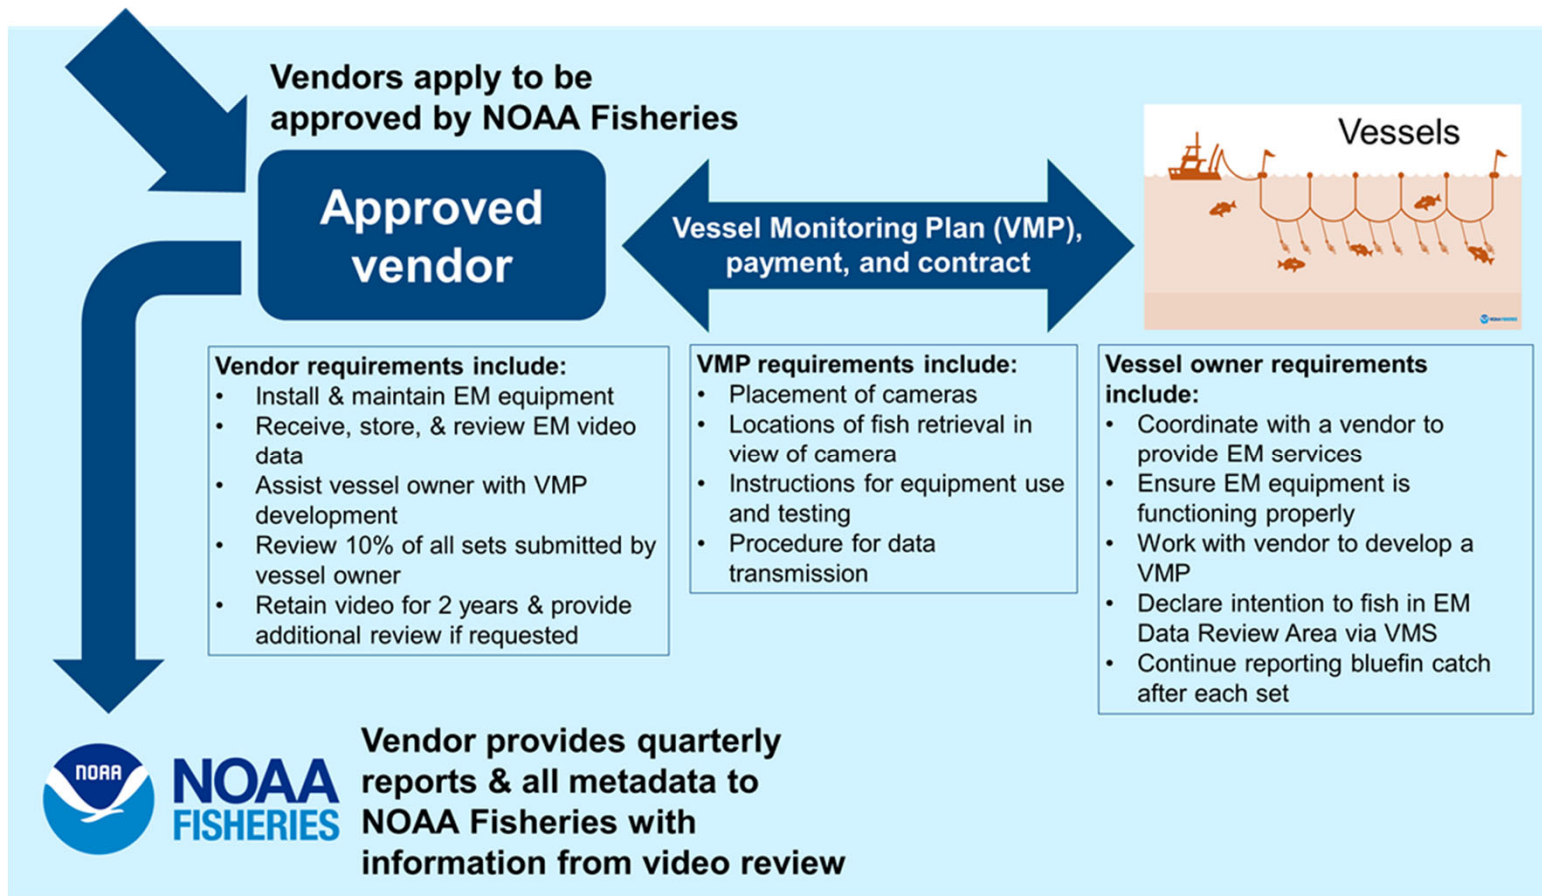 Vendors apply to be
approved by NOAA Fisheries
Approved
vendor
Vessel Monitoring Plan (VMP),
payment, and contract
Vessels
NOAA FISHERIES
Vendor requirements include:
• Install & maintain EM equipment
• Receive, store, & review EM video
data
• Assist vessel owner with VMP
development
• Review 10% of all sets submitted by
vessel owner
• Retain video for 2 years & provide
additional review if requested
VMP requirements include:
• Placement of cameras
• Locations of fish retrieval in
view of camera
• Instructions for equipment use
and testing
• Procedure for data
transmission
Vessel owner requirements
include:
• Coordinate with a vendor to
provide EM services
• Ensure EM equipment is
functioning properly
• Work with vendor to develop a
VMP
• Declare intention to fish in EM
Data Review Area via VMS
• Continue reporting bluefin catch
after each set
NOAA
NOAA
FISHERIES
Vendor provides quarterly
reports & all metadata to
NOAA Fisheries with
information from video review